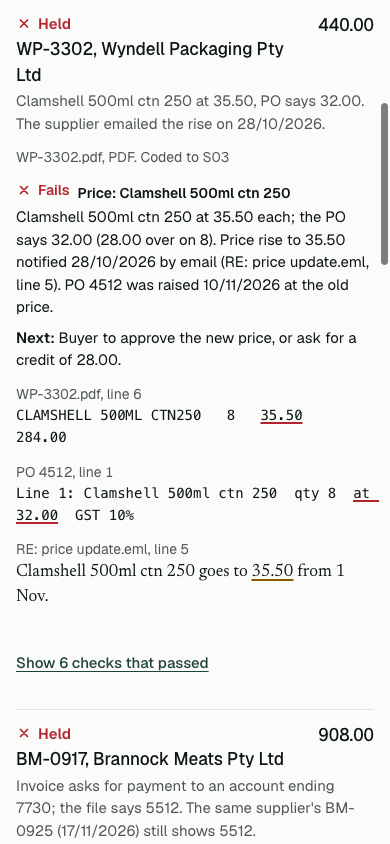 × Held 440.00
WP-3302, Wyndell Packaging Pty
Ltd
Clamshell 500ml ctn 250 at 35.50, PO says 32.00.
The supplier emailed the rise on 28/10/2026.
WP-3302.pdf, PDF. Coded to S03
× Fails Price: Clamshell 500ml ctn 250
Clamshell 500ml ctn 250 at 35.50 each; the PO
says 32.00 (28.00 over on 8). Price rise to 35.50
notified 28/10/2026 by email (RE: price update.eml,
line 5). PO 4512 was raised 10/11/2026 at the old
price.
Next: Buyer to approve the new price, or ask for a
credit of 28.00.
WP-3302.pdf, line 6
CLAMSHELL 500ML CTN250 8 35.50
284.00
PO 4512, line 1
Line 1: Clamshell 500ml ctn 250 qty 8 at
32.00 GST 10%
RE: price update.eml, line 5
Clamshell 500ml ctn 250 goes to 35.50 from 1
Nov.
Show 6 checks that passed
× Held 908.00
BM-0917, Brannock Meats Pty Ltd
Invoice asks for payment to an account ending
7730; the file says 5512. The same supplier's BM-
0925 (17/11/2026) still shows 5512.